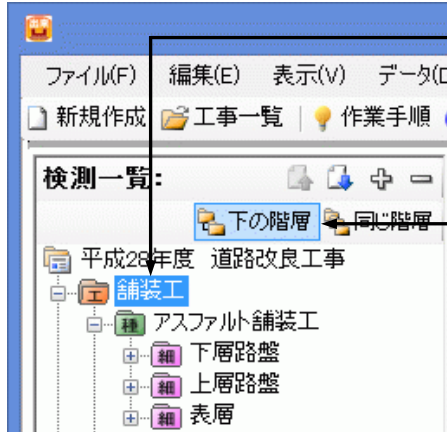 出来
ファイル(F) 編集(E) 表示(V) データ(D
新規作成 工事一覧 作業手順
検測一覧:
下の階層 同じ階層
平成28年度 道路改良工事
工 舗装工
種 アスファルト舗装工
細 下層路盤
細 上層路盤
細 表層